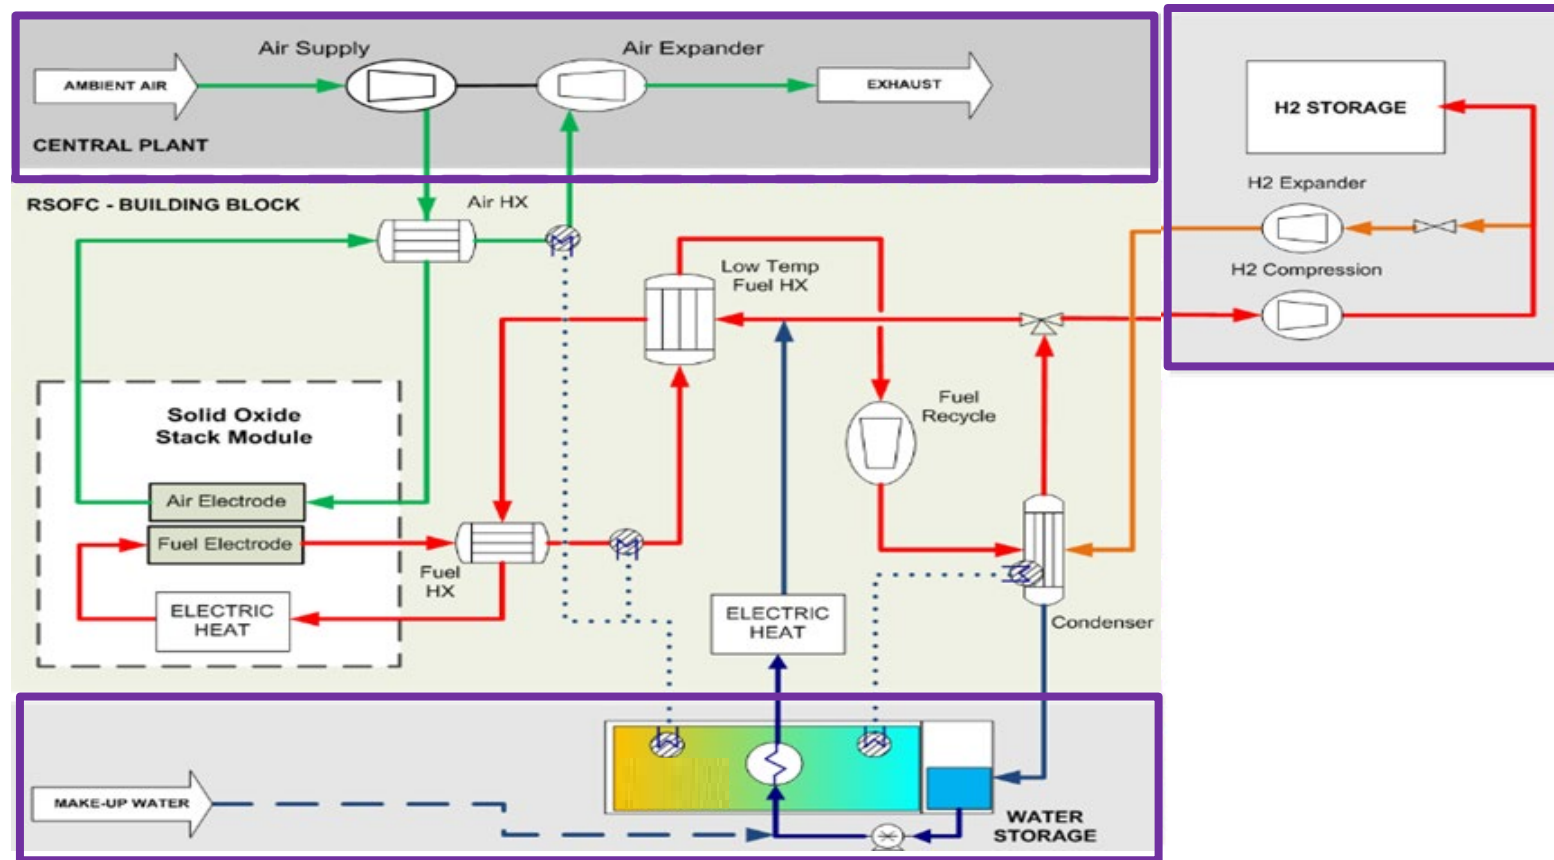 Air Supply
Air Expander
AMBIENT AIR
EXHAUST
CENTRAL PLANT
H2 STORAGE
H2 Expander
H2 Compression
RSOFC - BUILDING BLOCK
Air HX
Low Temp
Fuel HX
Solid Oxide
Stack Module
Air Electrode
Fuel Electrode
ELECTRIC
HEAT
Fuel
HX
Fuel
Recycle
ELECTRIC
HEAT
Condenser
MAKE-UP WATER
WATER
STORAGE